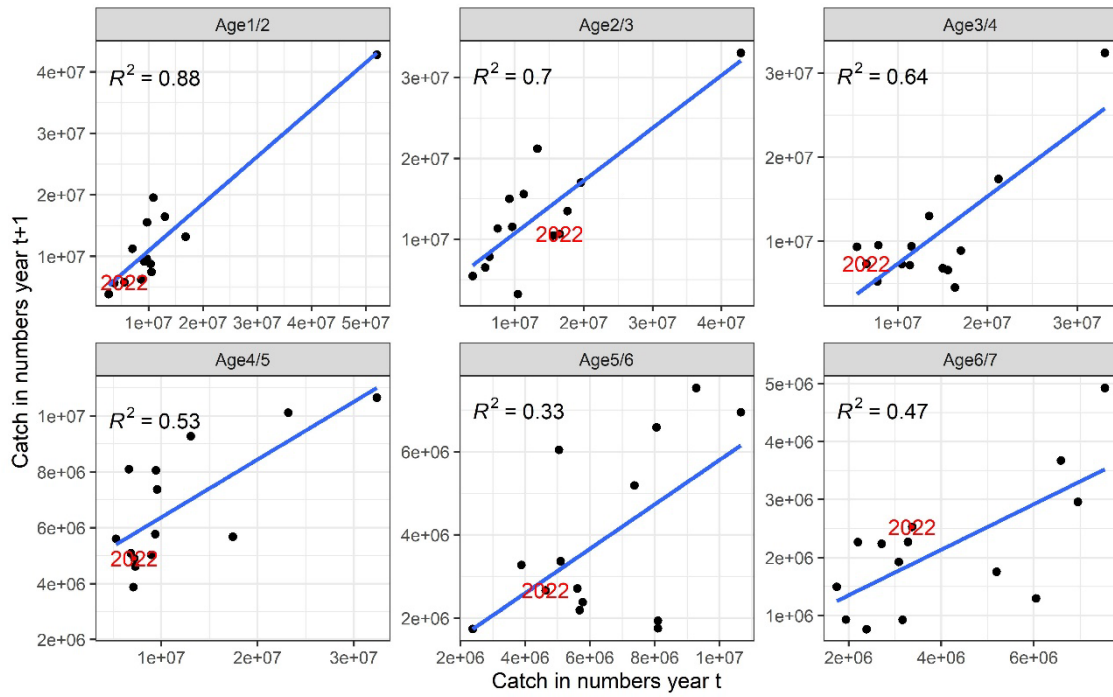 Age1/2 Age2/3 Age3/4
4e+07
3e+07
2e+07
1e+07
R² = 0.88
2022
1e+07 2e+07 3e+07 4e+07 5e+07
3e+07
2e+07
1e+07
R² = 0.7
2022
1e+07 2e+07 3e+07 4e+07
3e+07
2e+07
1e+07
R² = 0.64
2022
1e+07 2e+07 3e+07
Catch in numbers year t+1
Age4/5 Age5/6 Age6/7
1e+07
8e+06
6e+06
4e+06
2e+06
R² = 0.53
2022
1e+07 2e+07 3e+07
6e+06
4e+06
2e+06
R² = 0.33
2022
2e+06 4e+06 6e+06 8e+06 1e+07
5e+06
4e+06
3e+06
2e+06
1e+06
R² = 0.47
2022
2e+06 4e+06 6e+06
Catch in numbers year t